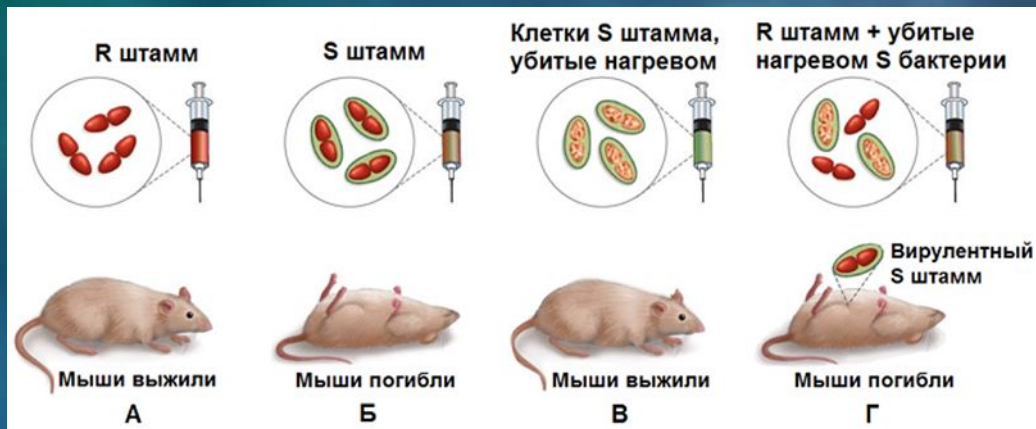 R штамм
S штамм
Клетки S штамма,
убитые нагревом
R штамм + убитые
нагревом S бактерии
Вирулентный
S штамм
Мыши выжили
Мыши погибли
Мыши выжили
Мыши погибли
А
Б
В
Г